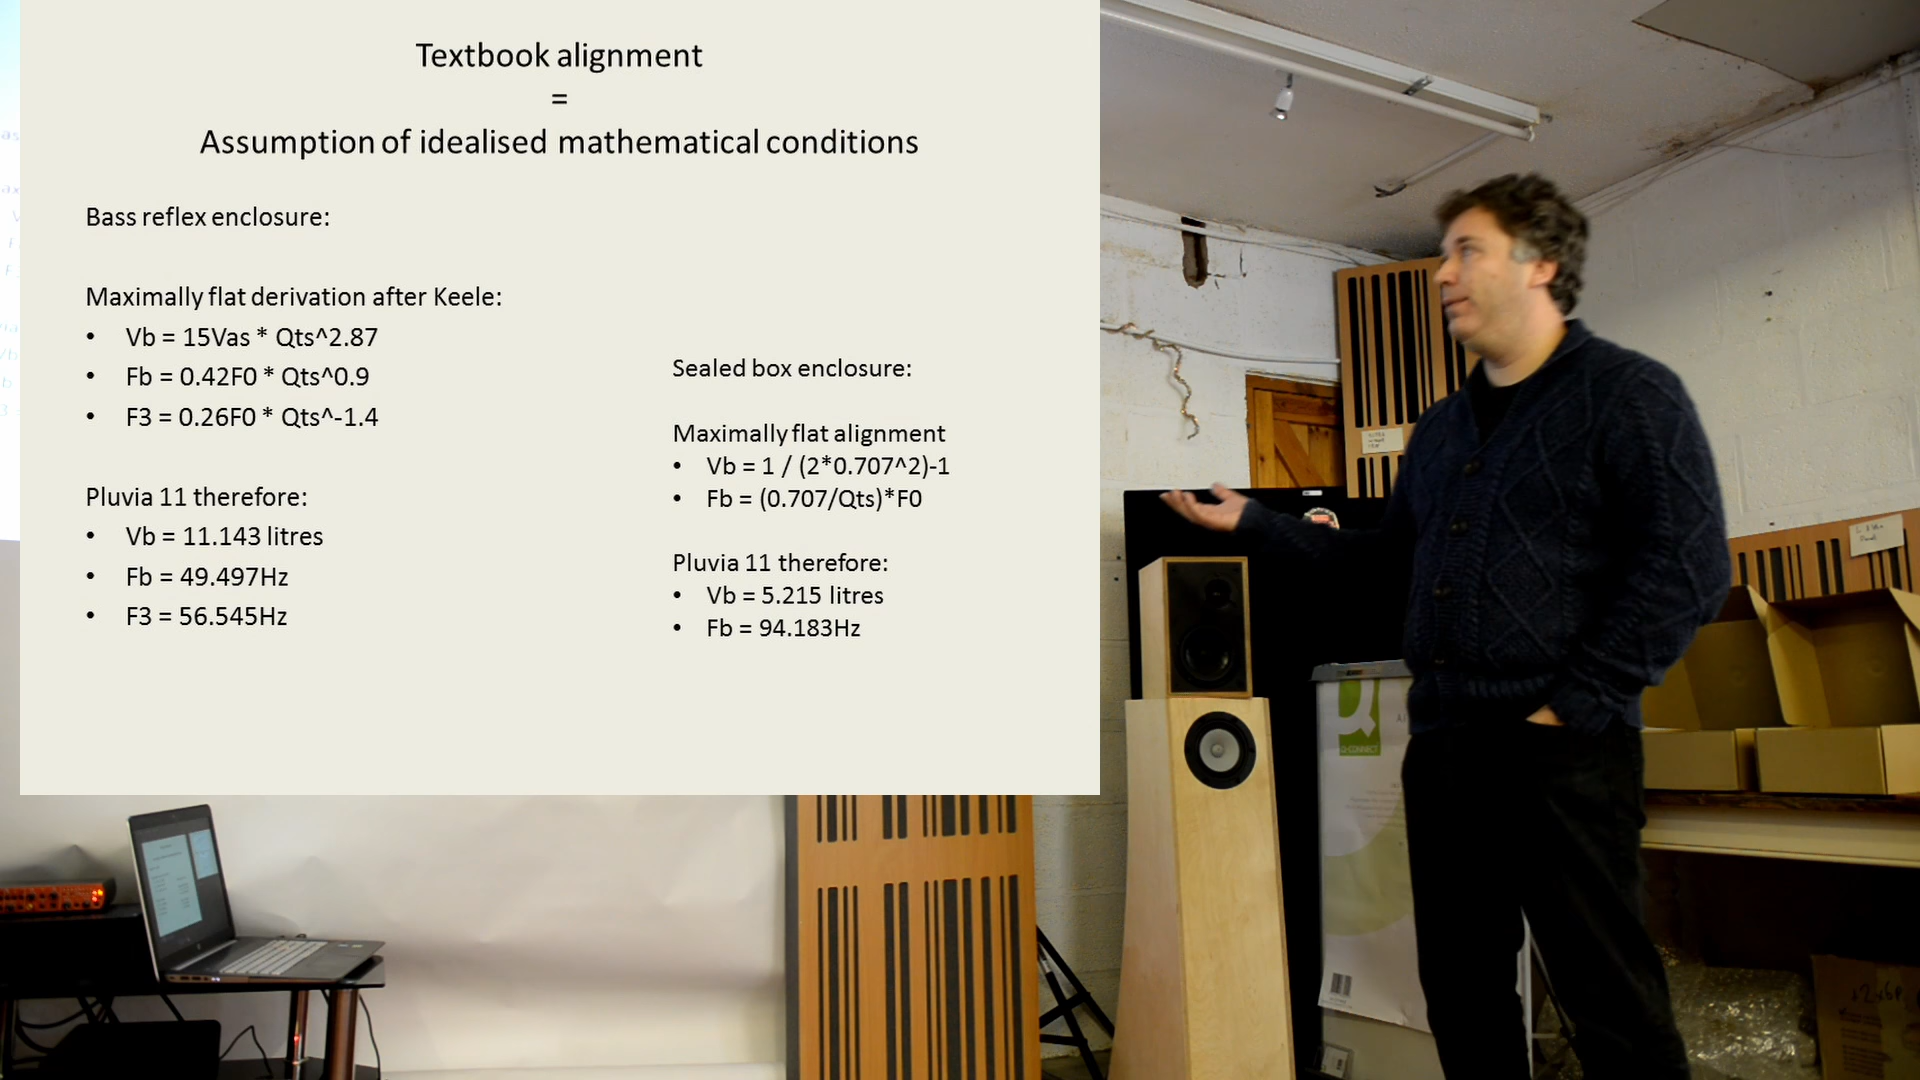 Textbook alignment
=
Assumption of idealised mathematical conditions
Bass reflex enclosure:
Maximally flat derivation after Keele:
• Vb = 15Vas * Qts^2.87
• Fb = 0.42F0 * Qts^0.9
• F3 = 0.26F0 * Qts^-1.4
Pluvia 11 therefore:
• Vb = 11.143 litres
• Fb = 49.497Hz
• F3 = 56.545Hz
Sealed box enclosure:
Maximally flat alignment
• Vb = 1 / (2*0.707^2)-1
• Fb = (0.707/Qts)*F0
Pluvia 11 therefore:
• Vb = 5.215 litres
• Fb = 94.183Hz
Q-CONNECT